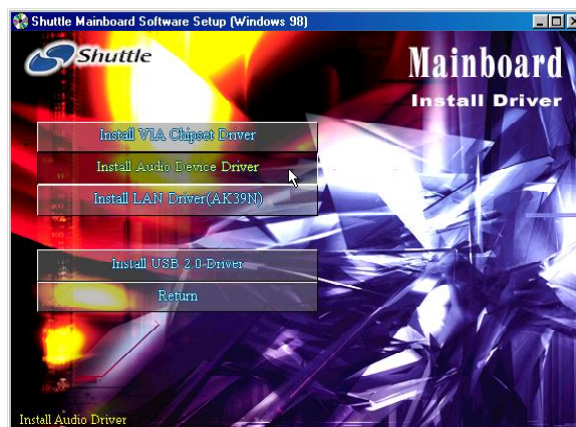 Shuttle Mainboard Software Setup (Windows 98)
Shuttle
Mainboard
Install Driver
Install VIA Chipset Driver
Install Audio Device Driver
Install LAN Driver(AK39N)
Install USB 2.0-Driver
Return
Install Audio Driver